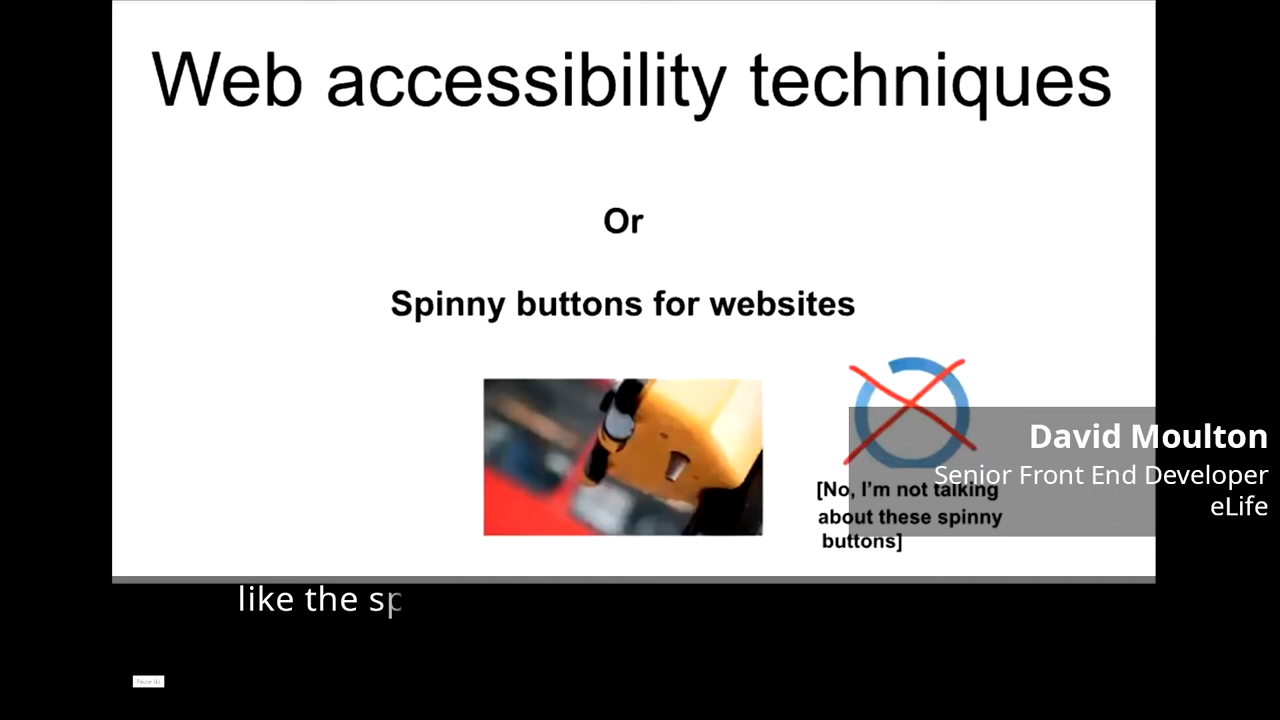 Web accessibility techniques
Or
Spinny buttons for websites
David Moulton
Senior Front End Developer
eLife
[No, I'm not talking
about these spinny
buttons]
like the sp
Pause (k)